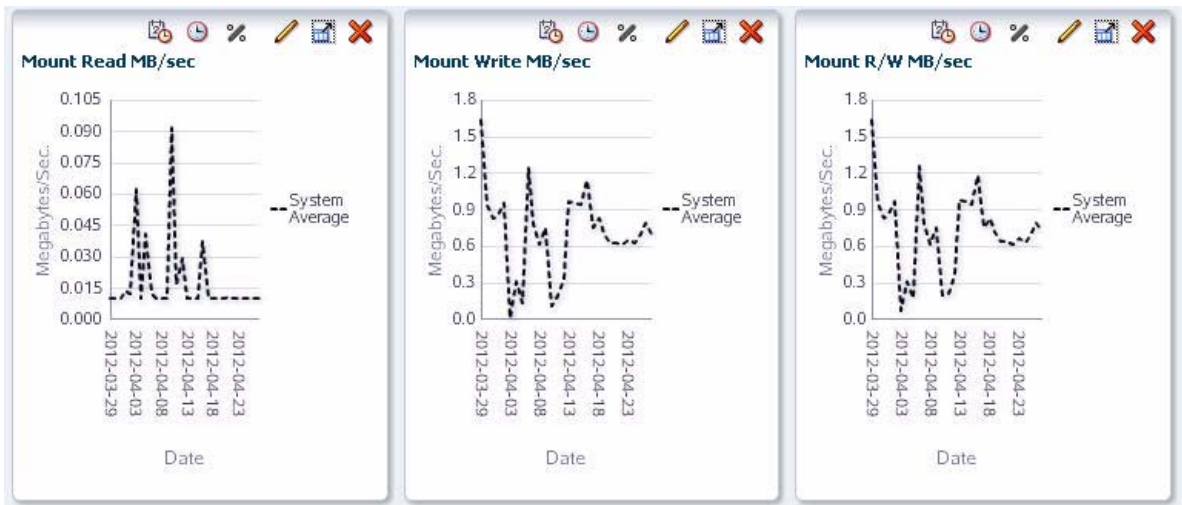 Mount Read MB/sec
0.105
0.090
0.075
0.060
0.045
0.030
0.015
0.000
Megabytes/Sec.
System
Average
2012-03-29
2012-04-03
2012-04-08
2012-04-13
2012-04-18
2012-04-23
Date
Mount Write MB/sec
1.8
1.5
1.2
0.9
0.6
0.3
0.0
Megabytes/Sec.
System
Average
2012-03-29
2012-04-03
2012-04-08
2012-04-13
2012-04-18
2012-04-23
Date
Mount R/W MB/sec
1.8
1.5
1.2
0.9
0.6
0.3
0.0
Megabytes/Sec.
System
Average
2012-03-29
2012-04-03
2012-04-08
2012-04-13
2012-04-18
2012-04-23
Date